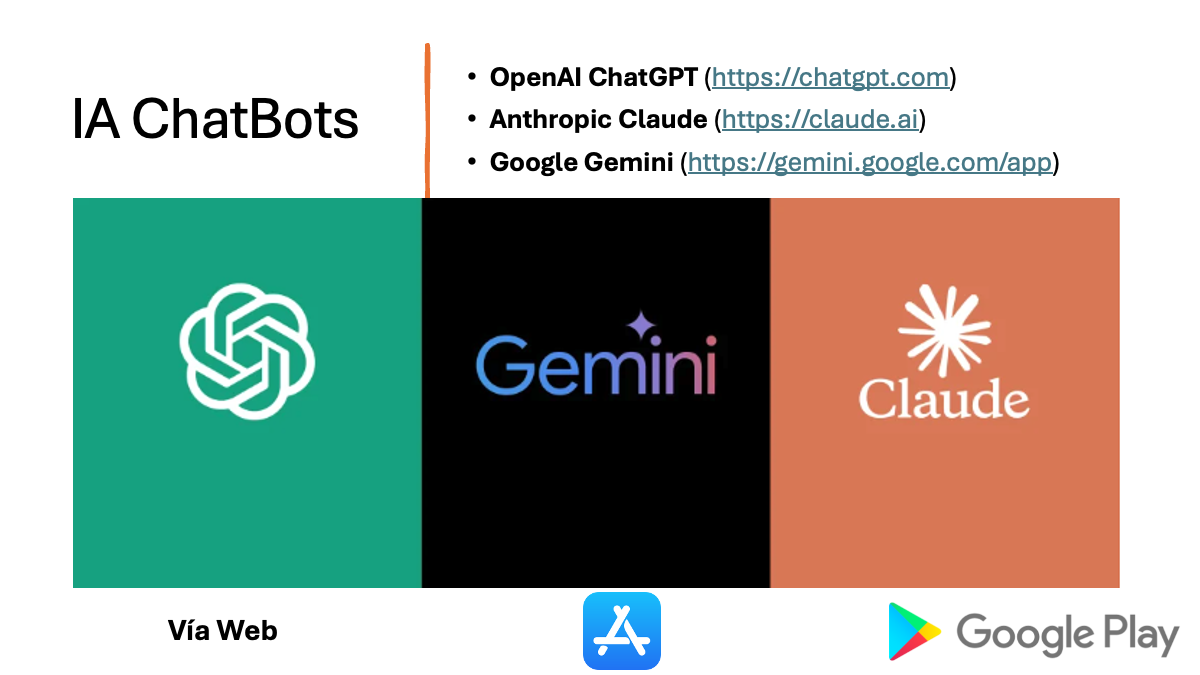 IA ChatBots
• OpenAI ChatGPT (https://chatgpt.com)
• Anthropic Claude (https://claude.ai)
• Google Gemini (https://gemini.google.com/app)
Gemini
Claude
Vía Web
Google Play